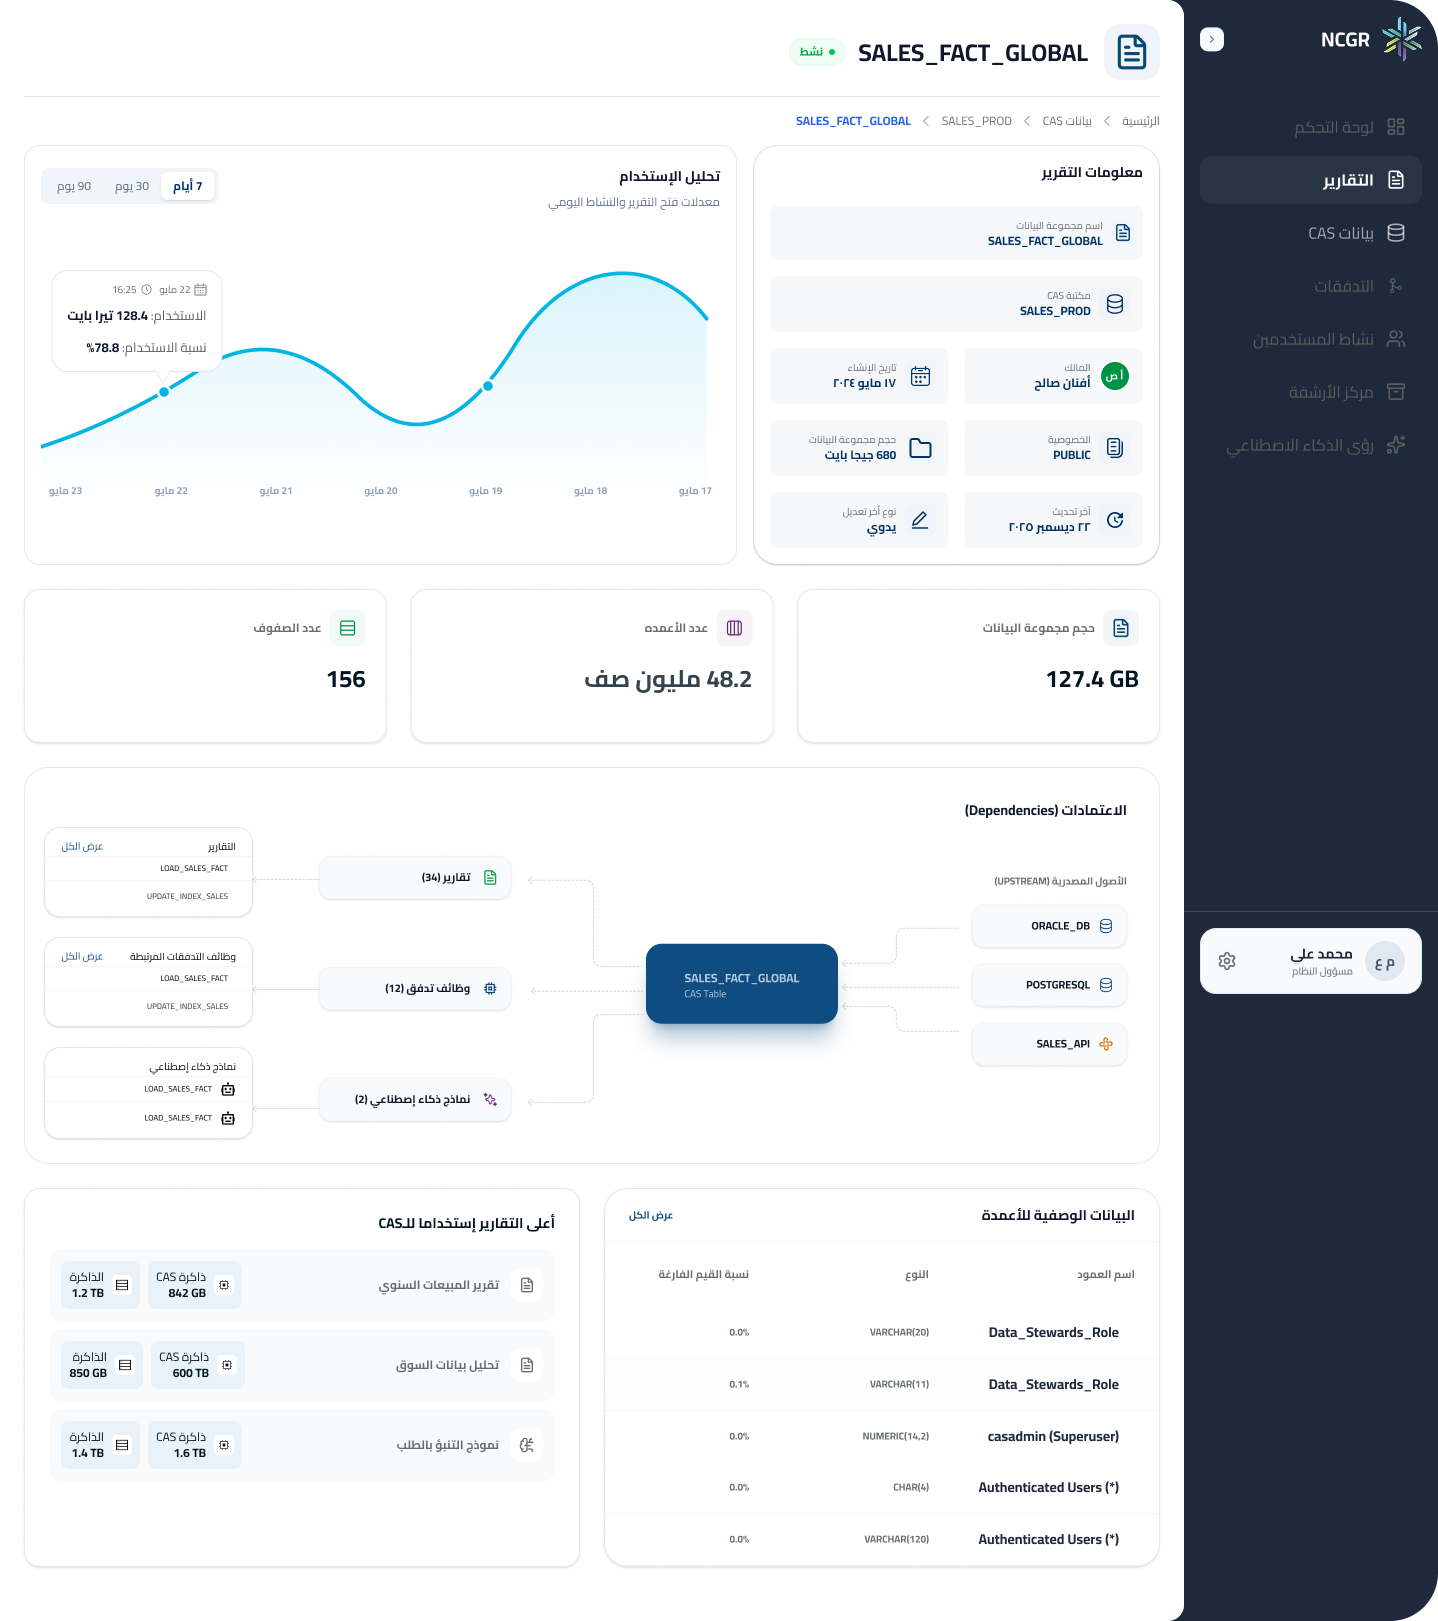 NCGR
لوحة التحكم
التقارير
بيانات CAS
التدفقات
نشاط المستخدمين
مركز الأرشفة
رؤى الذكاء الاصطناعي
م ع
محمد علي
مسؤول النظام
SALES_FACT_GLOBAL
نشط
الرئيسية
بيانات CAS
SALES_PROD
SALES_FACT_GLOBAL
معلومات التقرير
اسم مجموعة البيانات
SALES_FACT_GLOBAL
مكتبة CAS
SALES_PROD
أ ص
المالك
أفنان صالح
تاريخ الإنشاء
١٧ مايو ٢٠٢٤
الخصوصية
PUBLIC
حجم مجموعة البيانات
680 جيجا بايت
آخر تحديث
٢٢ ديسمبر ٢٠٢٥
نوع أخر تعديل
يدوي
تحليل الإستخدام
معدلات فتح التقرير والنشاط اليومي
7 أيام
30 يوم
90 يوم
22 مايو 16:25
الاستخدام: 128.4 تيرا بايت
نسبة الاستخدام: 78.8%
17 مايو
18 مايو
19 مايو
20 مايو
21 مايو
22 مايو
23 مايو
حجم مجموعة البيانات
127.4 GB
عدد الأعمده
48.2 مليون صف
عدد الصفوف
156
الاعتمادات (Dependencies)
الأصول المصدرية (UPSTREAM)
ORACLE_DB
POSTGRESQL
SALES_API
SALES_FACT_GLOBAL
CAS Table
تقارير (34)
وظائف تدفق (12)
نماذج ذكاء إصطناعي (2)
التقارير
عرض الكل
LOAD_SALES_FACT
UPDATE_INDEX_SALES
وظائف التدفقات المرتبطة
عرض الكل
LOAD_SALES_FACT
UPDATE_INDEX_SALES
نماذج ذكاء إصطناعي
LOAD_SALES_FACT
LOAD_SALES_FACT
البيانات الوصفية للأعمدة
عرض الكل
اسم العمود
النوع
نسبة القيم الفارغة
Data_Stewards_Role
VARCHAR(20)
0.0%
Data_Stewards_Role
VARCHAR(11)
0.1%
casadmin (Superuser)
NUMERIC(14,2)
0.0%
Authenticated Users (*)
CHAR(4)
0.0%
Authenticated Users (*)
VARCHAR(120)
0.0%
أعلى التقارير إستخداما للـCAS
تقرير المبيعات السنوي
ذاكرة CAS
842 GB
الذاكرة
1.2 TB
تحليل بيانات السوق
ذاكرة CAS
600 TB
الذاكرة
850 GB
نموذج التنبؤ بالطلب
ذاكرة CAS
1.6 TB
الذاكرة
1.4 TB